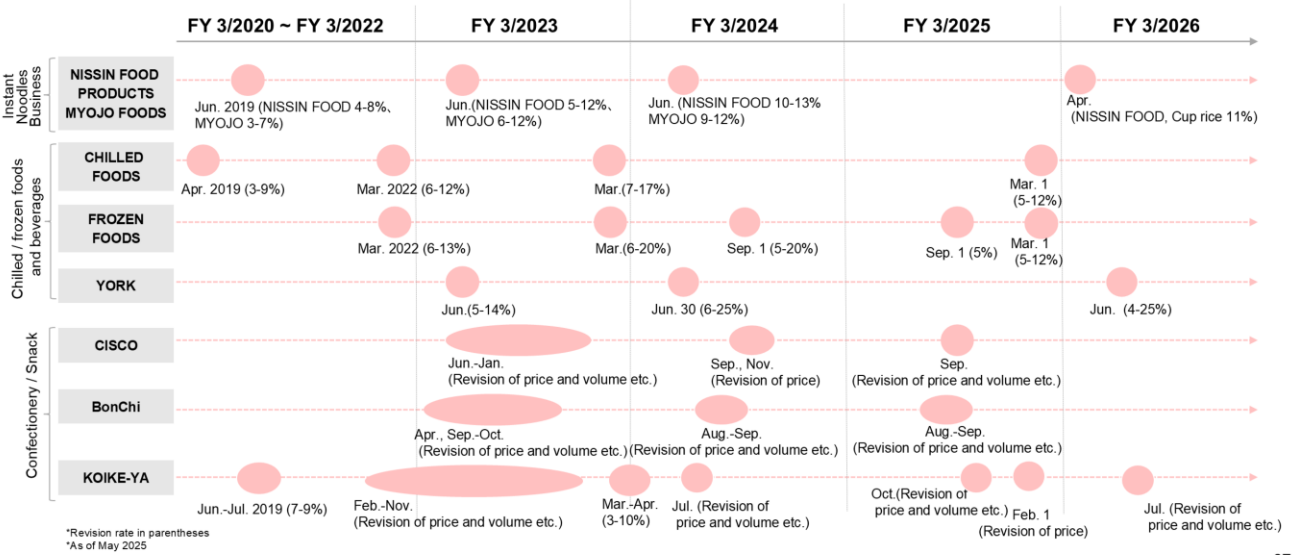 FY 3/2020 ~ FY 3/2022
FY 3/2023
FY 3/2024
FY 3/2025
FY 3/2026
Instant
Noodles
Business
NISSIN FOOD
PRODUCTS
MYOJO FOODS
Jun. 2019 (NISSIN FOOD 4-8%、
MYOJO 3-7%)
Jun.(NISSIN FOOD 5-12%、
MYOJO 6-12%)
Jun. (NISSIN FOOD 10-13%
MYOJO 9-12%)
Apr.
(NISSIN FOOD, Cup rice 11%)
Chilled / frozen foods
and beverages
CHILLED
FOODS
Apr. 2019 (3-9%)
Mar. 2022 (6-12%)
Mar.(7-17%)
Mar. 1
(5-12%)
FROZEN
FOODS
Mar. 2022 (6-13%)
Mar.(6-20%)
Sep. 1 (5-20%)
Sep. 1 (5%)
Mar. 1
(5-12%)
YORK
Jun.(5-14%)
Jun. 30 (6-25%)
Jun. (4-25%)
Confectionery / Snack
CISCO
Jun.-Jan.
(Revision of price and volume etc.)
Sep., Nov.
(Revision of price)
Sep.
(Revision of price and volume etc.)
BonChi
Apr., Sep.-Oct.
(Revision of price and volume etc.)
Aug.-Sep.
(Revision of price and volume etc.)
Aug.-Sep.
(Revision of price and volume etc.)
KOIKE-YA
Jun.-Jul. 2019 (7-9%)
Feb.-Nov.
(Revision of price and volume etc.)
Mar.-Apr.
(3-10%)
Jul. (Revision of
price and volume etc.)
Oct.(Revision of
price and volume etc.)
Feb. 1
(Revision of price)
Jul. (Revision of
price and volume etc.)
*Revision rate in parentheses
*As of May 2025